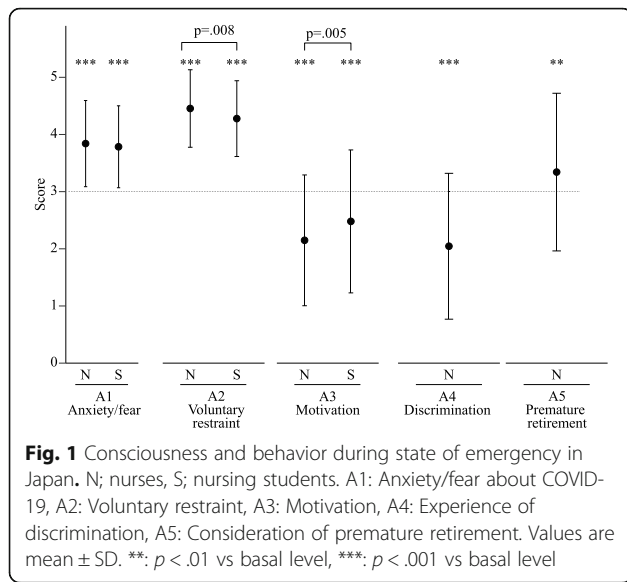 p=.008
p=.005
*** *** *** *** *** *** *** **
5
4
3
2
1
0
Score
N S N S N S N N
A1 A2 A3 A4 A5
Anxiety/fear Voluntary restraint Motivation Discrimination Premature retirement
Fig. 1 Consciousness and behavior during state of emergency in
Japan. N; nurses, S; nursing students. A1: Anxiety/fear about COVID-
19, A2: Voluntary restraint, A3: Motivation, A4: Experience of
discrimination, A5: Consideration of premature retirement. Values are
mean ± SD. **: p < .01 vs basal level, ***: p < .001 vs basal level